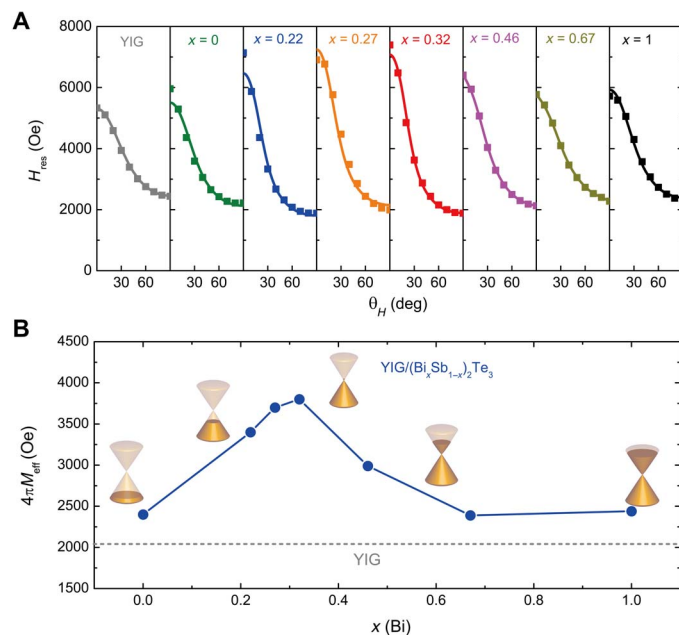 A
YIG
x = 0
x = 0.22
x = 0.27
x = 0.32
x = 0.46
x = 0.67
x = 1
8000
6000
4000
2000
0
H_res (Oe)
30 60 30 60 30 60 30 60 30 60 30 60 30 60 30 60
θ_H (deg)
B
4500
4000
3500
3000
2500
2000
1500
4πM_eff (Oe)
YIG/(Bi_xSb_1–x)_2Te_3
YIG
0.0 0.2 0.4 0.6 0.8 1.0
x (Bi)